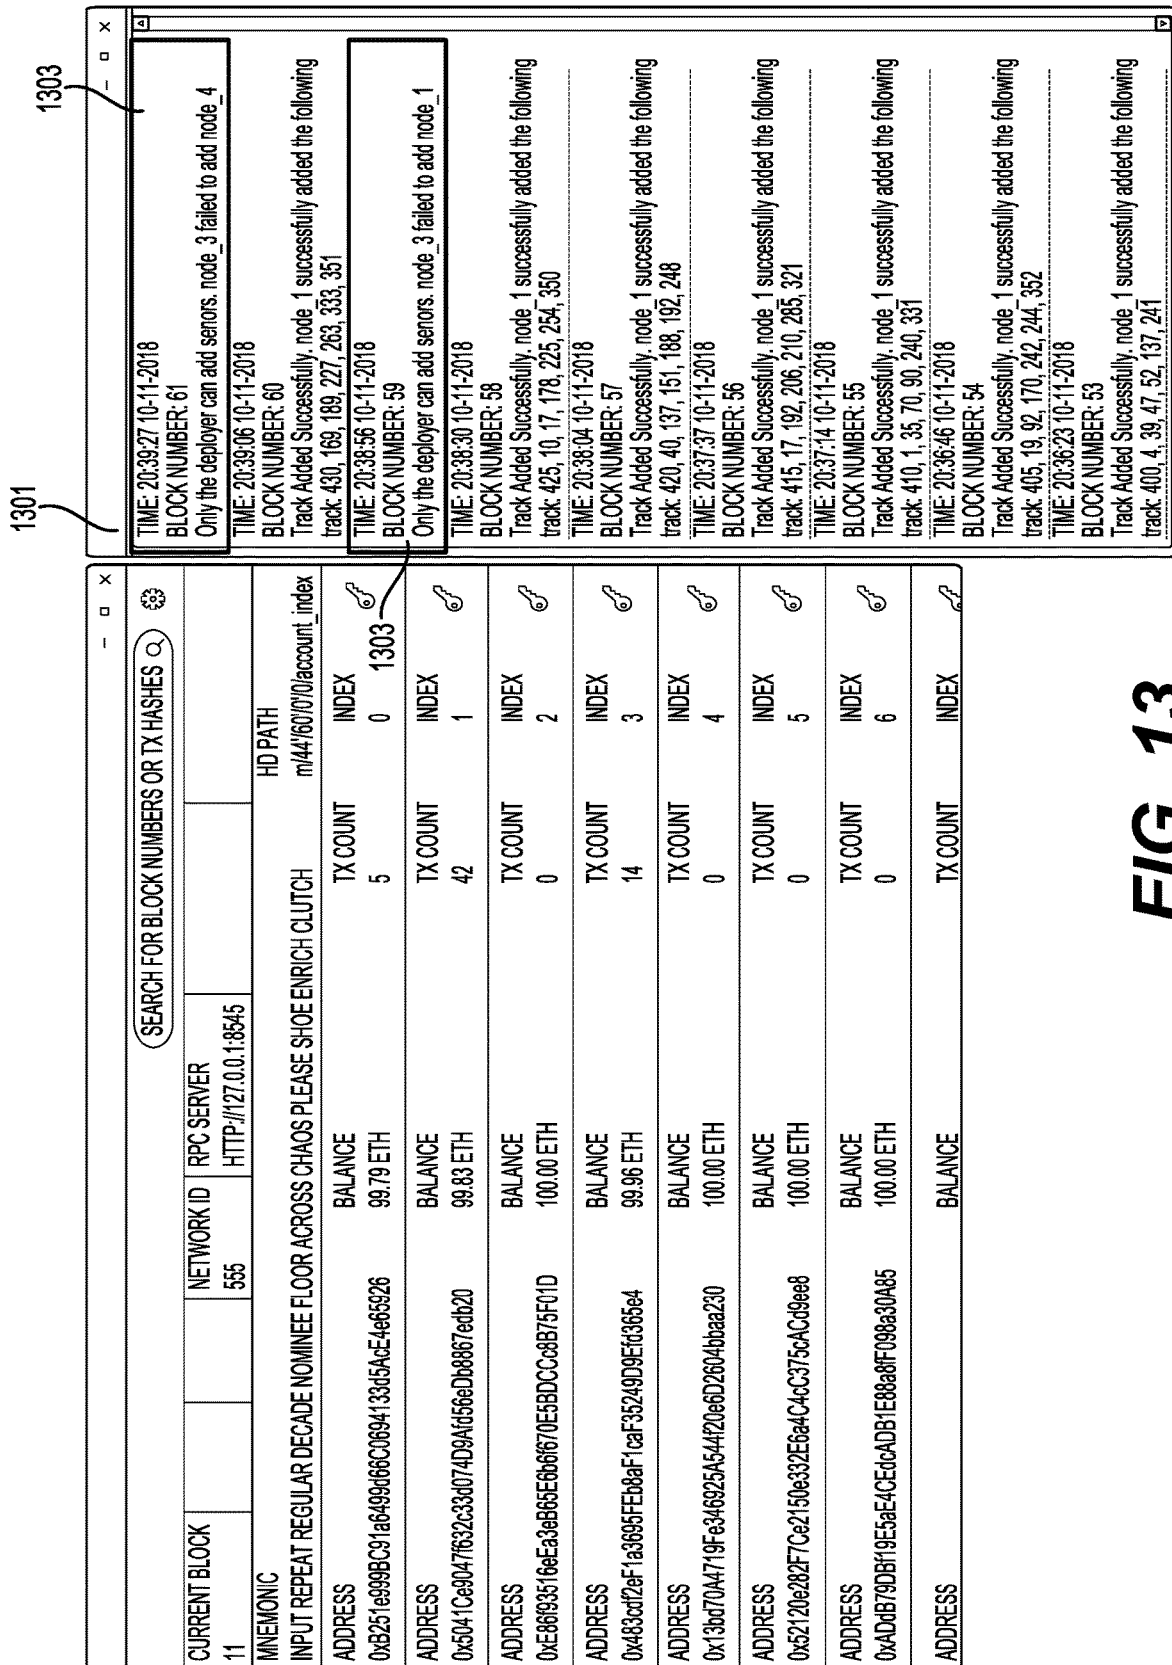 SEARCH FOR BLOCK NUMBERS OR TX HASHES
CURRENT BLOCK NETWORK ID RPC SERVER
11 555 HTTP://127.0.0.1:8545
MNEMONIC HD PATH
INPUT REPEAT REGULAR DECADE NOMINEE FLOOR ACROSS CHAOS PLEASE SHOE ENRICH CLUTCH m/44'/60'/0'/0/account_index
ADDRESS BALANCE TX COUNT INDEX
0xB251e999BC91a6499d66C0694133d5AcE4e65926 99.79 ETH 5 0
ADDRESS BALANCE TX COUNT INDEX
0x5041Ce9047f632c33d074D9Afd56eDb8867edb20 99.83 ETH 42 1
ADDRESS BALANCE TX COUNT INDEX
0xE86f93516eEa3eB65E6b6f670E5BDCCc8B75F01D 100.00 ETH 0 2
ADDRESS BALANCE TX COUNT INDEX
0x483cdf2eF1a3695FEb8aF1caF35249D9Efd365e4 99.96 ETH 14 3
ADDRESS BALANCE TX COUNT INDEX
0x13bd70A4719Fe346925A544f20e6D2604bbaa230 100.00 ETH 0 4
ADDRESS BALANCE TX COUNT INDEX
0x52120e282F7Ce2150e332E6a4C4cC375cACd9ee8 100.00 ETH 0 5
ADDRESS BALANCE TX COUNT INDEX
0xADdB79DBf19E5aE4CEdcADB1E88a8fF098a30A85 100.00 ETH 0 6
ADDRESS BALANCE TX COUNT INDEX
1301
1303
TIME: 20:39:27 10-11-2018
BLOCK NUMBER: 61
Only the deployer can add senors. node_3 failed to add node_4
TIME: 20:39:06 10-11-2018
BLOCK NUMBER: 60
Track Added Successfully. node_1 successfully added the following
track: 430, 169, 189, 227, 263, 333, 351
TIME: 20:38:56 10-11-2018
BLOCK NUMBER: 59
Only the deployer can add senors. node_3 failed to add node_1
1303
TIME: 20:38:30 10-11-2018
BLOCK NUMBER: 58
Track Added Successfully. node_1 successfully added the following
track: 425, 10, 17, 178, 225, 254, 350
TIME: 20:38:04 10-11-2018
BLOCK NUMBER: 57
Track Added Successfully. node_1 successfully added the following
track: 420, 40, 137, 151, 188, 192, 248
TIME: 20:37:37 10-11-2018
BLOCK NUMBER: 56
Track Added Successfully. node_1 successfully added the following
track: 415, 17, 192, 206, 210, 285, 321
TIME: 20:37:14 10-11-2018
BLOCK NUMBER: 55
Track Added Successfully. node_1 successfully added the following
track: 410, 1, 35, 70, 90, 240, 331
TIME: 20:36:46 10-11-2018
BLOCK NUMBER: 54
Track Added Successfully. node_1 successfully added the following
track: 405, 19, 92, 170, 242, 244, 352
TIME: 20:36:23 10-11-2018
BLOCK NUMBER: 53
Track Added Successfully. node_1 successfully added the following
track: 400, 4, 39, 47, 52, 137, 241
FIG. 13